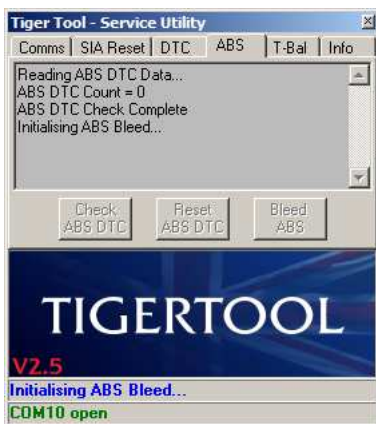 Tiger Tool - Service Utility
Comms SIA Reset DTC ABS T-Bal Info
Reading ABS DTC Data...
ABS DTC Count = 0
ABS DTC Check Complete
Initialising ABS Bleed...
Check Reset Bleed
ABS DTC ABS DTC ABS
TIGERTOOL
V2.5
Initialising ABS Bleed...
COM10 open